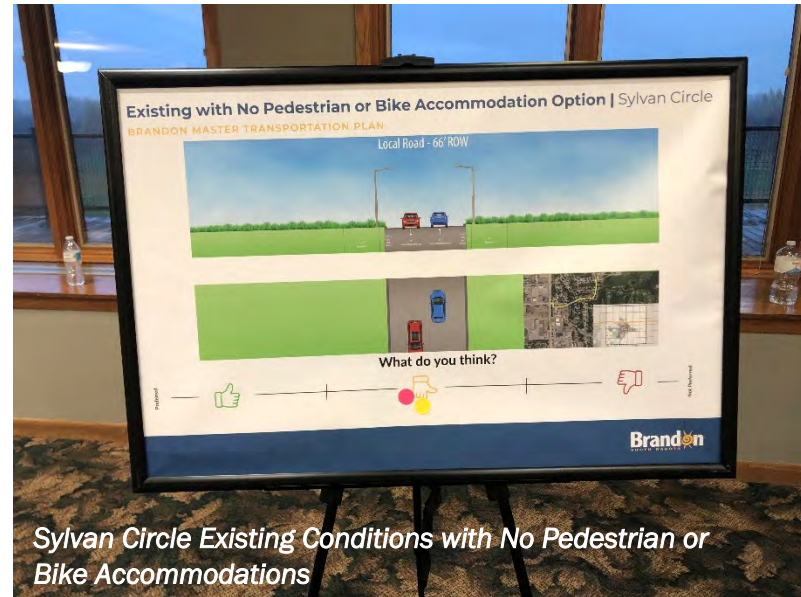 Existing with No Pedestrian or Bike Accommodation Option | Sylvan Circle
BRANDON MASTER TRANSPORTATION PLAN
Local Road - 66' ROW
What do you think?
Preferred
Not Preferred
Brandon
SOUTH DAKOTA
Sylvan Circle Existing Conditions with No Pedestrian or
Bike Accommodations